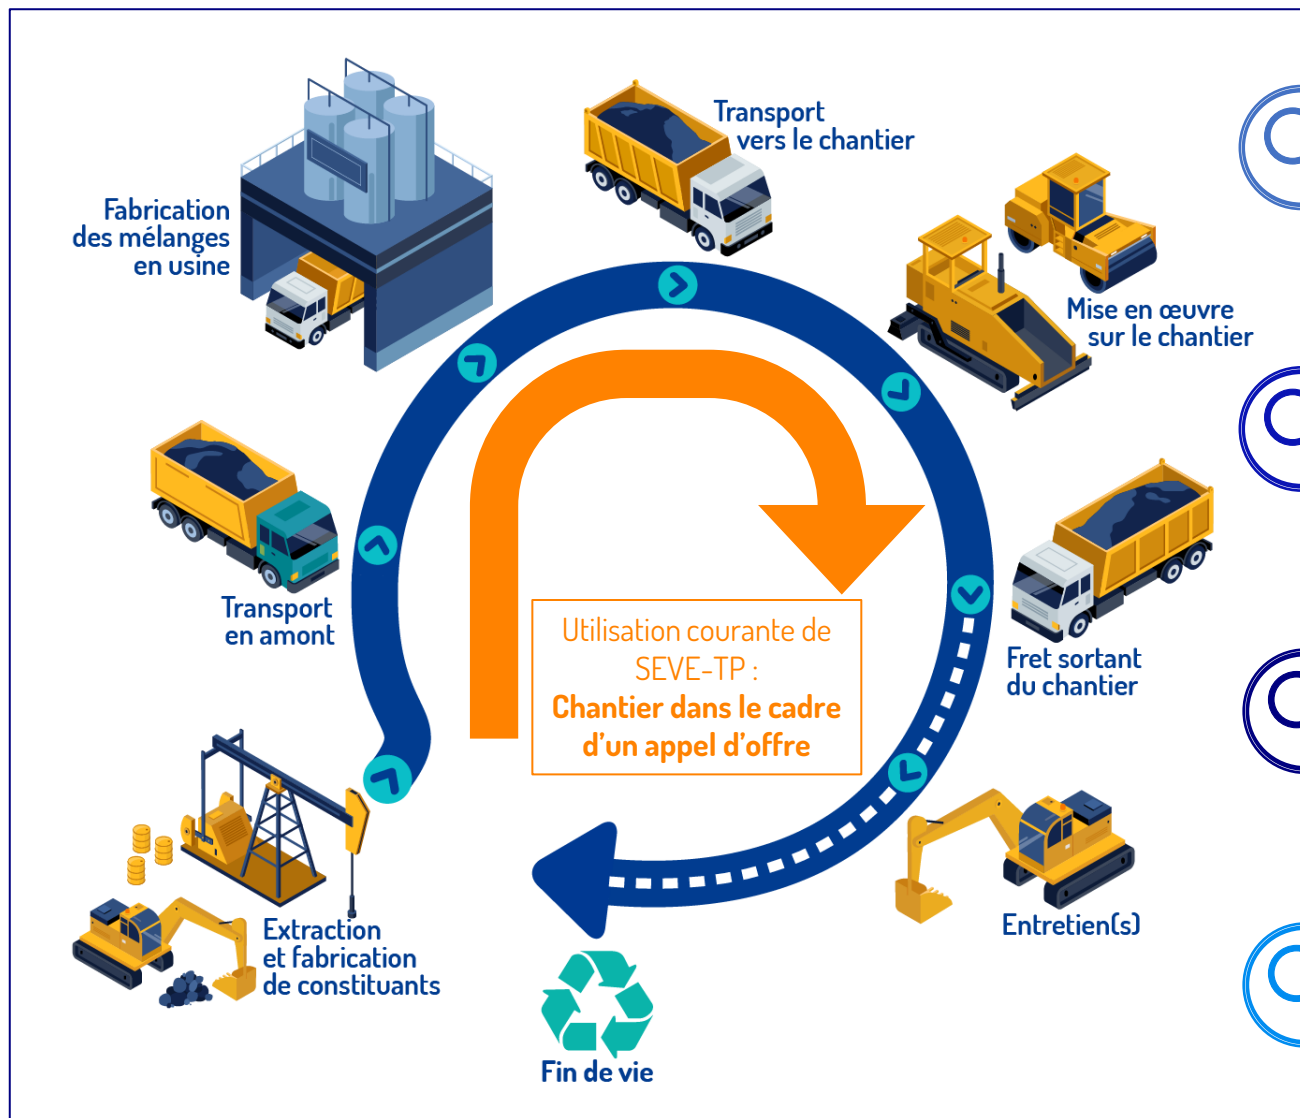 Transport
vers le chantier
Fabrication
des mélanges
en usine
Mise en œuvre
sur le chantier
Transport
en amont
Utilisation courante de
SEVE-TP :
Chantier dans le cadre
d’un appel d’offre
Fret sortant
du chantier
Extraction
et fabrication
de constituants
Entretien(s)
Fin de vie